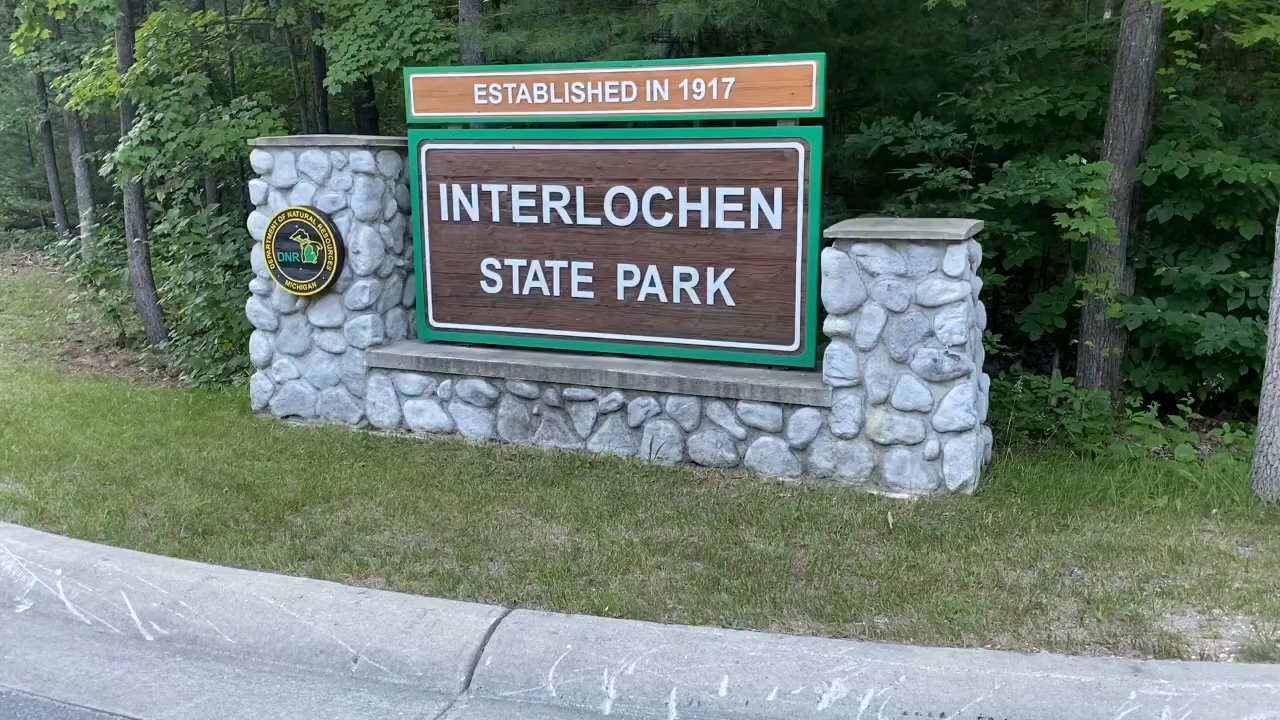 ESTABLISHED IN 1917
INTERLOCHEN
STATE PARK
DEPARTMENT OF NATURAL RESOURCES
DNR
MICHIGAN